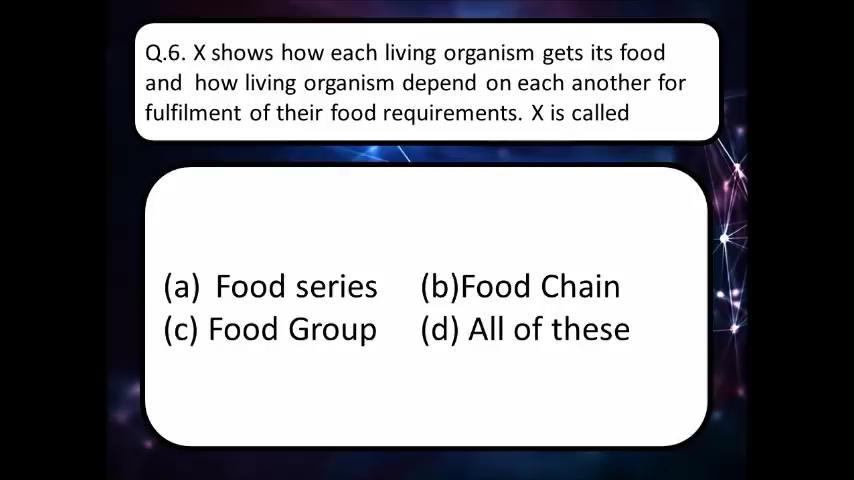 Q.6. X shows how each living organism gets its food
and how living organism depend on each another for
fulfilment of their food requirements. X is called
(a) Food series (b)Food Chain
(c) Food Group (d) All of these